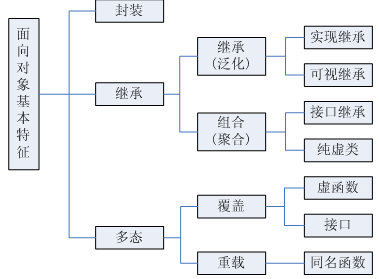 面向对象基本特征
封装
继承
继承
（泛化）
实现继承
可视继承
组合
（聚合）
接口继承
纯虚类
多态
覆盖
虚函数
接口
重载
同名函数